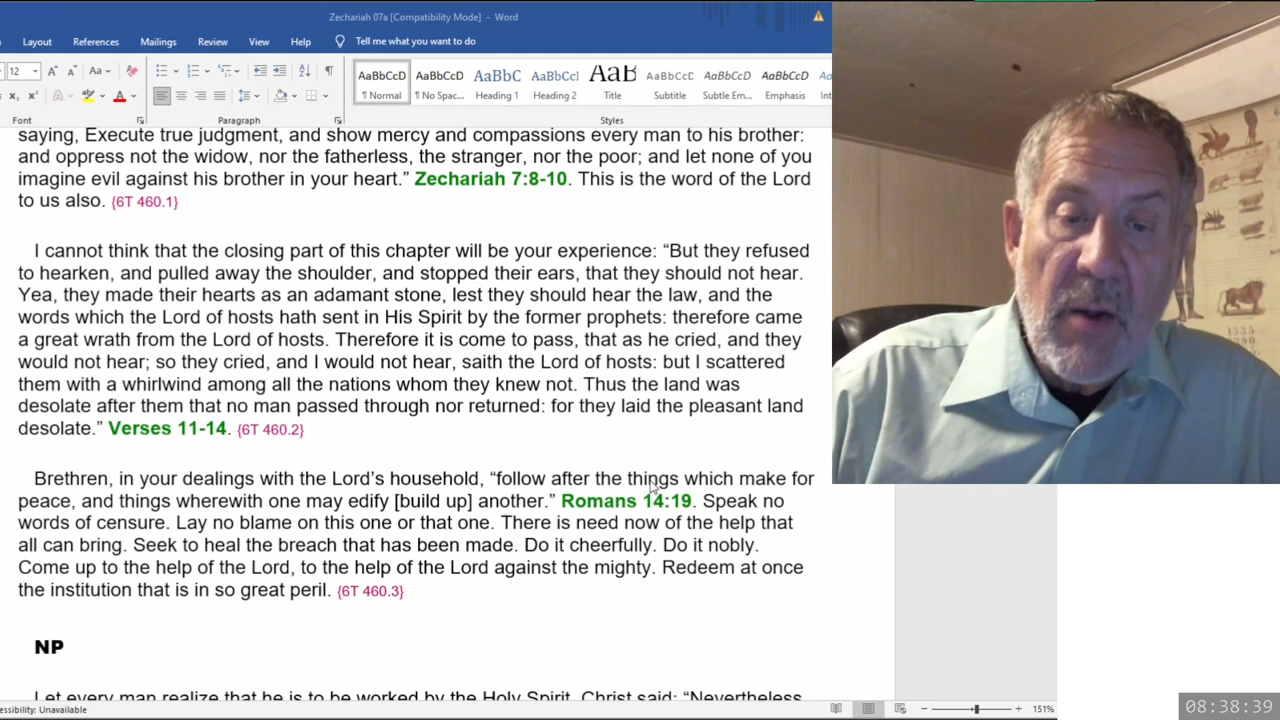 Zechariah 07a [Compatibility Mode] - Word
Layout References Mailings Review View Help Tell me what you want to do
12 Aa
AaBbCcD AaBbCcD AaBbC AaBbCcI AaB AaBbCcD AaBbCcD AaBbCcD
¶ Normal ¶ No Spac... Heading 1 Heading 2 Title Subtitle Subtle Em... Emphasis In
Font Paragraph Styles
saying, Execute true judgment, and show mercy and compassions every man to his brother:
and oppress not the widow, nor the fatherless, the stranger, nor the poor; and let none of you
imagine evil against his brother in your heart.” Zechariah 7:8-10. This is the word of the Lord
to us also. {6T 460.1}
I cannot think that the closing part of this chapter will be your experience: “But they refused
to hearken, and pulled away the shoulder, and stopped their ears, that they should not hear.
Yea, they made their hearts as an adamant stone, lest they should hear the law, and the
words which the Lord of hosts hath sent in His Spirit by the former prophets: therefore came
a great wrath from the Lord of hosts. Therefore it is come to pass, that as he cried, and they
would not hear; so they cried, and I would not hear, saith the Lord of hosts: but I scattered
them with a whirlwind among all the nations whom they knew not. Thus the land was
desolate after them that no man passed through nor returned: for they laid the pleasant land
desolate.” Verses 11-14. {6T 460.2}
Brethren, in your dealings with the Lord’s household, “follow after the things which make for
peace, and things wherewith one may edify [build up] another.” Romans 14:19. Speak no
words of censure. Lay no blame on this one or that one. There is need now of the help that
all can bring. Seek to heal the breach that has been made. Do it cheerfully. Do it nobly.
Come up to the help of the Lord, to the help of the Lord against the mighty. Redeem at once
the institution that is in so great peril. {6T 460.3}
NP
Let every man realize that he is to be worked by the Holy Spirit. Christ said: “Nevertheless
essibility: Unavailable 151%
08:38:39